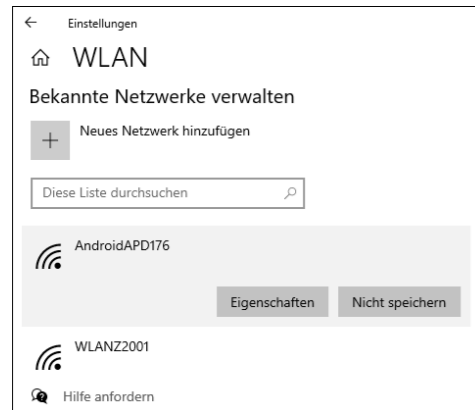 Einstellungen
WLAN
Bekannte Netzwerke verwalten
Neues Netzwerk hinzufügen
Diese Liste durchsuchen
AndroidAPD176
Eigenschaften Nicht speichern
WLANZ2001
Hilfe anfordern